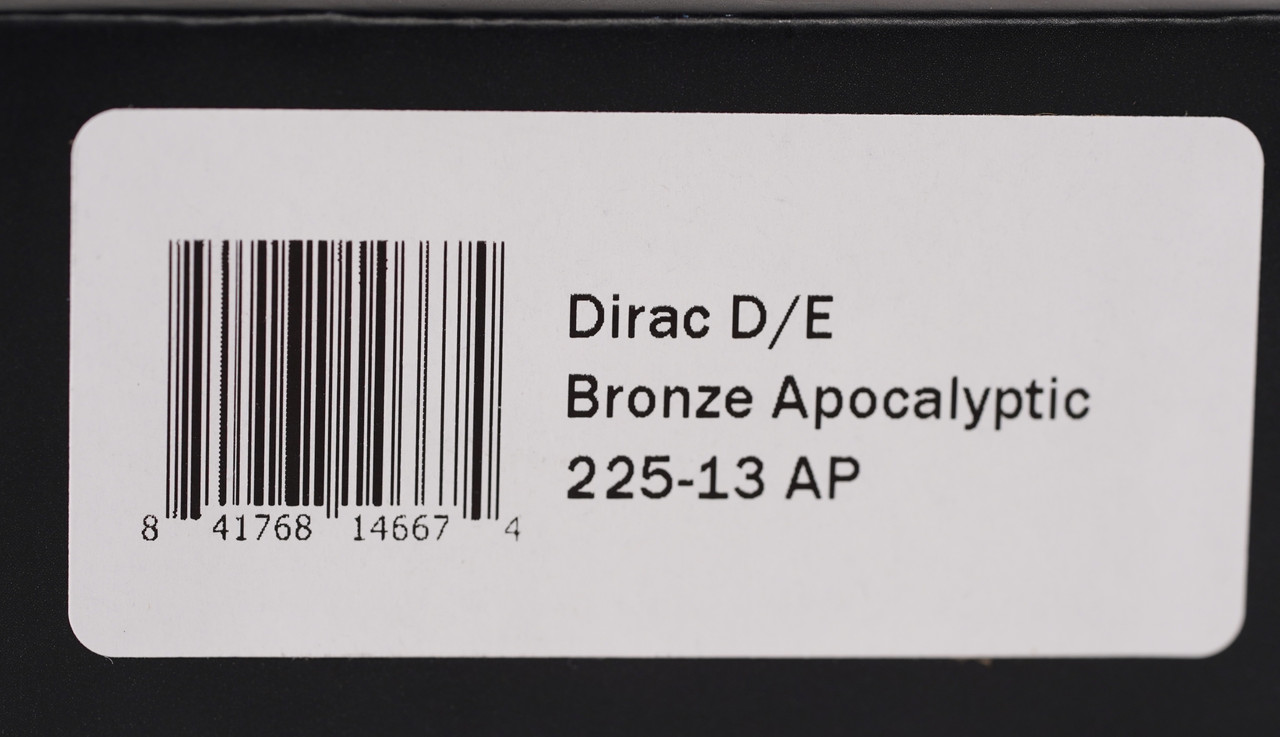 Dirac D/E
Bronze Apocalyptic
225-13 AP
8 41768 14667 4